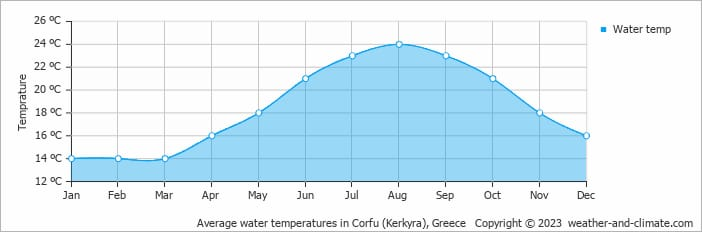 26 ºC
24 ºC
22 ºC
20 ºC
18 ºC
16 ºC
14 ºC
12 ºC
Temprature
Jan Feb Mar Apr May Jun Jul Aug Sep Oct Nov Dec
Water temp
Average water temperatures in Corfu (Kerkyra), Greece Copyright © 2023 weather-and-climate.com